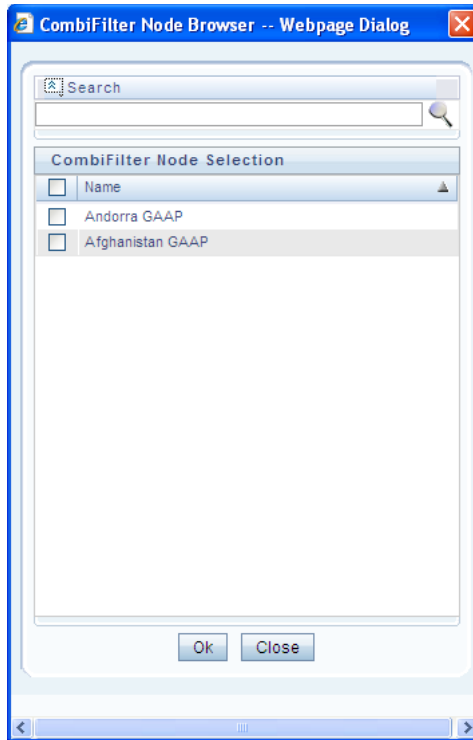 CombiFilter Node Browser -- Webpage Dialog
Search
CombiFilter Node Selection
Name
Andorra GAAP
Afghanistan GAAP
Ok Close